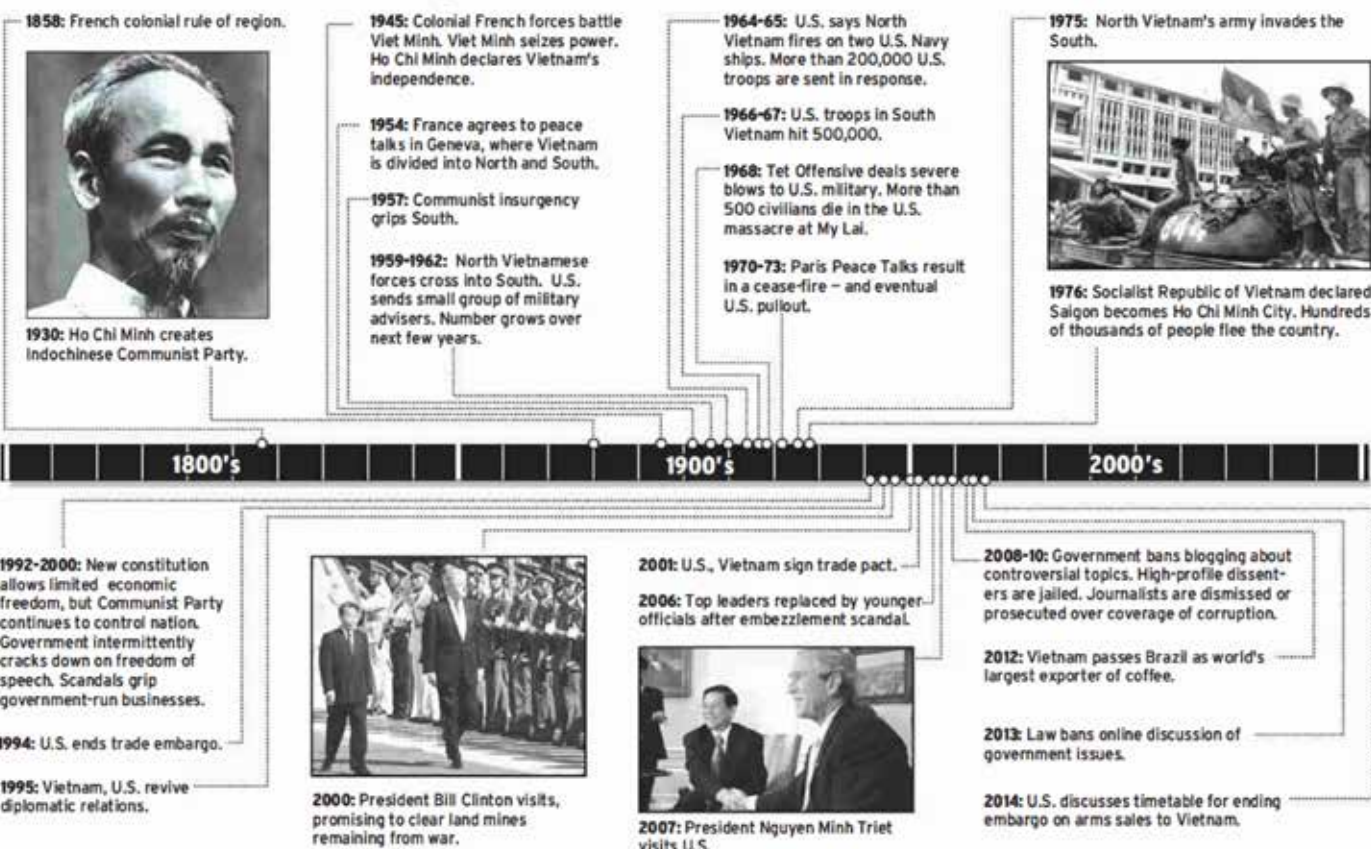 1858: French colonial rule of region.
1930: Ho Chi Minh creates
Indochinese Communist Party.
1945: Colonial French forces battle
Viet Minh. Viet Minh seizes power.
Ho Chi Minh declares Vietnam's
independence.
1954: France agrees to peace
talks in Geneva, where Vietnam
is divided into North and South.
1957: Communist insurgency
grips South.
1959-1962: North Vietnamese
forces cross into South. U.S.
sends small group of military
advisers. Number grows over
next few years.
1964-65: U.S. says North
Vietnam fires on two U.S. Navy
ships. More than 200,000 U.S.
troops are sent in response.
1966-67: U.S. troops in South
Vietnam hit 500,000.
1968: Tet Offensive deals severe
blows to U.S. military. More than
500 civilians die in the U.S.
massacre at My Lai.
1970-73: Paris Peace Talks result
in a cease-fire – and eventual
U.S. pullout.
1975: North Vietnam's army invades the
South.
1976: Socialist Republic of Vietnam declared
Saigon becomes Ho Chi Minh City. Hundreds
of thousands of people flee the country.
1800's
1900's
2000's
1992-2000: New constitution
allows limited economic
freedom, but Communist Party
continues to control nation.
Government intermittently
cracks down on freedom of
speech. Scandals grip
government-run businesses.
1994: U.S. ends trade embargo.
1995: Vietnam, U.S. revive
diplomatic relations.
2000: President Bill Clinton visits,
promising to clear land mines
remaining from war.
2001: U.S., Vietnam sign trade pact.
2006: Top leaders replaced by younger
officials after embezzlement scandal.
2007: President Nguyen Minh Triet
visits U.S.
2008-10: Government bans blogging about
controversial topics. High-profile dissent-
ers are jailed. Journalists are dismissed or
prosecuted over coverage of corruption.
2012: Vietnam passes Brazil as world's
largest exporter of coffee.
2013: Law bans online discussion of
government issues.
2014: U.S. discusses timetable for ending
embargo on arms sales to Vietnam.